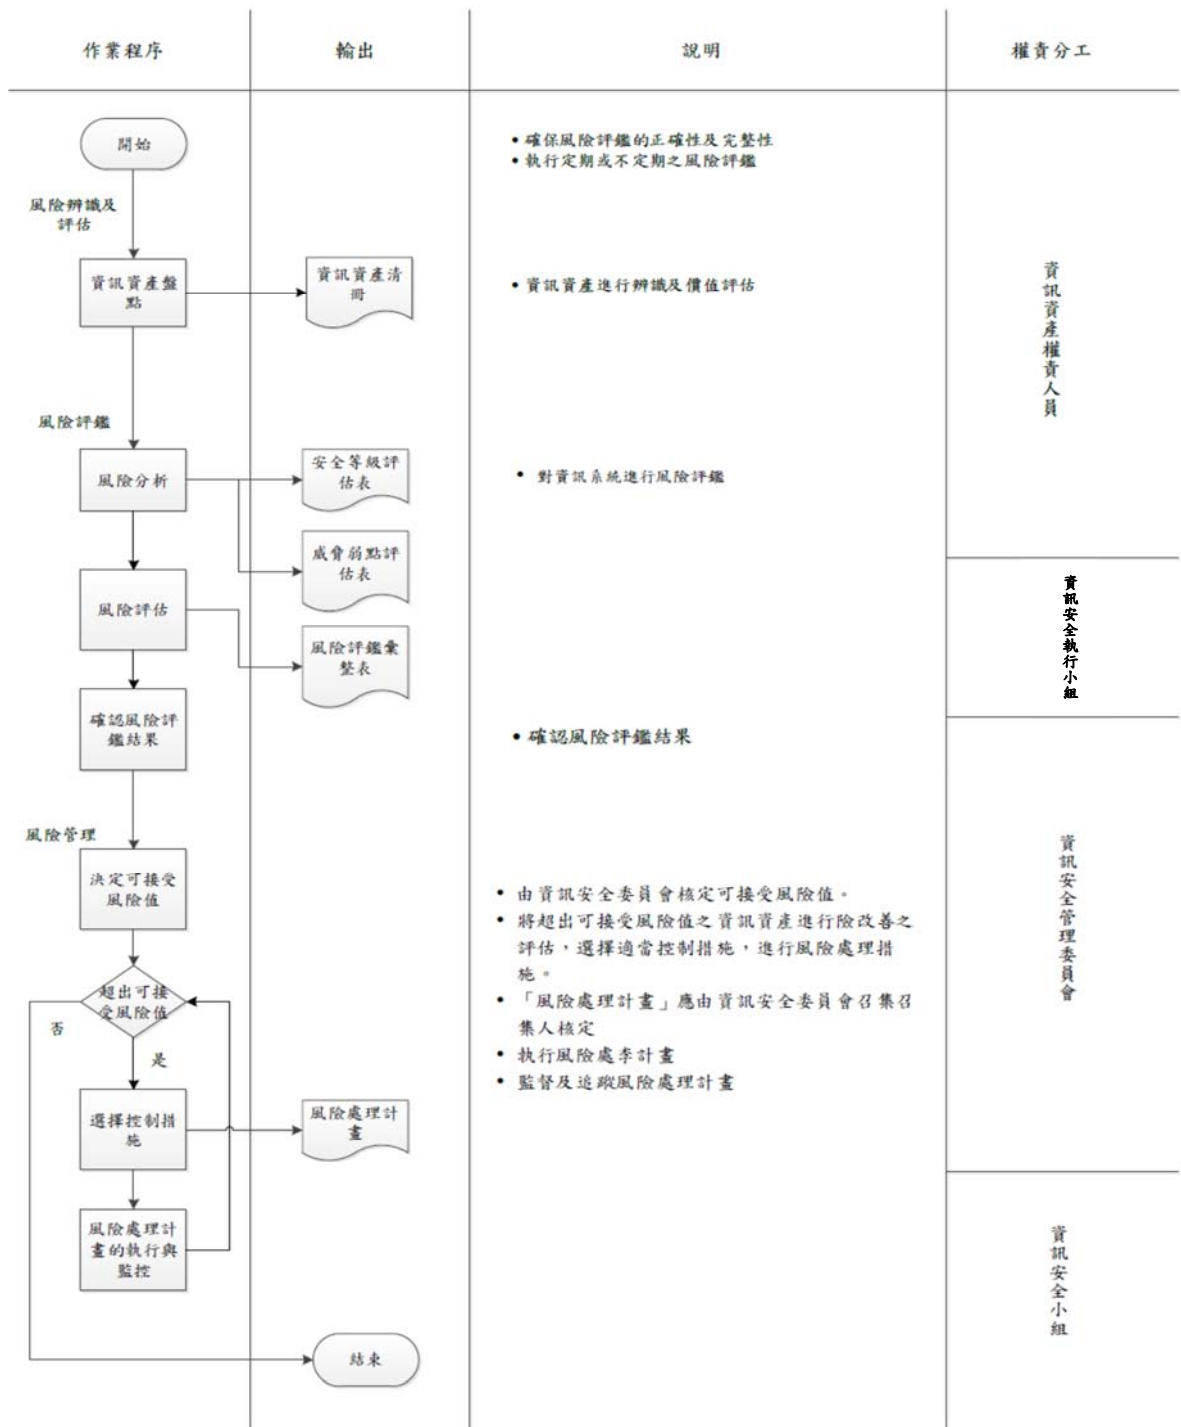 作業程序
輸出
說明
權責分工
開始
• 確保風險評鑑的正確性及完整性
• 執行定期或不定期之風險評鑑
風險辨識及
評估
資訊資產盤
點
資訊資產清
冊
• 資訊資產進行辨識及價值評估
資訊資產權責人員
風險評鑑
風險分析
安全等級評
估表
• 對資訊系統進行風險評鑑
威脅弱點評
估表
風險評估
風險評鑑彙
整表
資訊安全執行小組
確認風險評
鑑結果
• 確認風險評鑑結果
風險管理
決定可接受
風險值
• 由資訊安全委員會核定可接受風險值。
• 將超出可接受風險值之資訊資產進行險改善之
評估，選擇適當控制措施，進行風險處理措
施。
• 「風險處理計畫」應由資訊安全委員會召集召
集人核定
• 執行風險處李計畫
• 監督及追蹤風險處理計畫
資訊安全管理委員會
超出可接
受風險值
否
是
選擇控制措
施
風險處理計
畫
風險處理計
畫的執行與
監控
資訊安全小組
結束